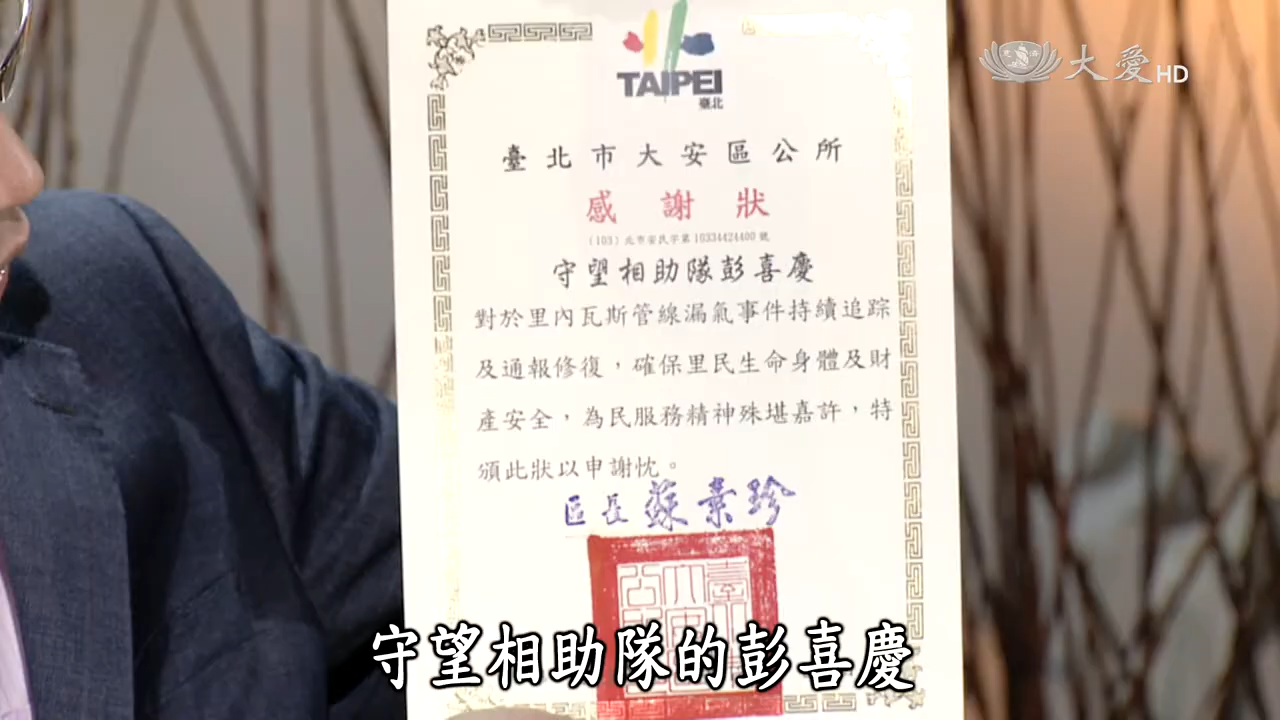 大愛HD
TAIPEI
臺北
臺北市大安區公所
感謝狀
(103)北市安民字第10334424400號
守望相助隊彭喜慶
對於里內瓦斯管線漏氣事件持續追踪
及通報修復，確保里民生命身體及財
產安全，為民服務精神殊堪嘉許，特
頒此狀以申謝忱。
區長 蘇素珍
守望相助隊的彭喜慶